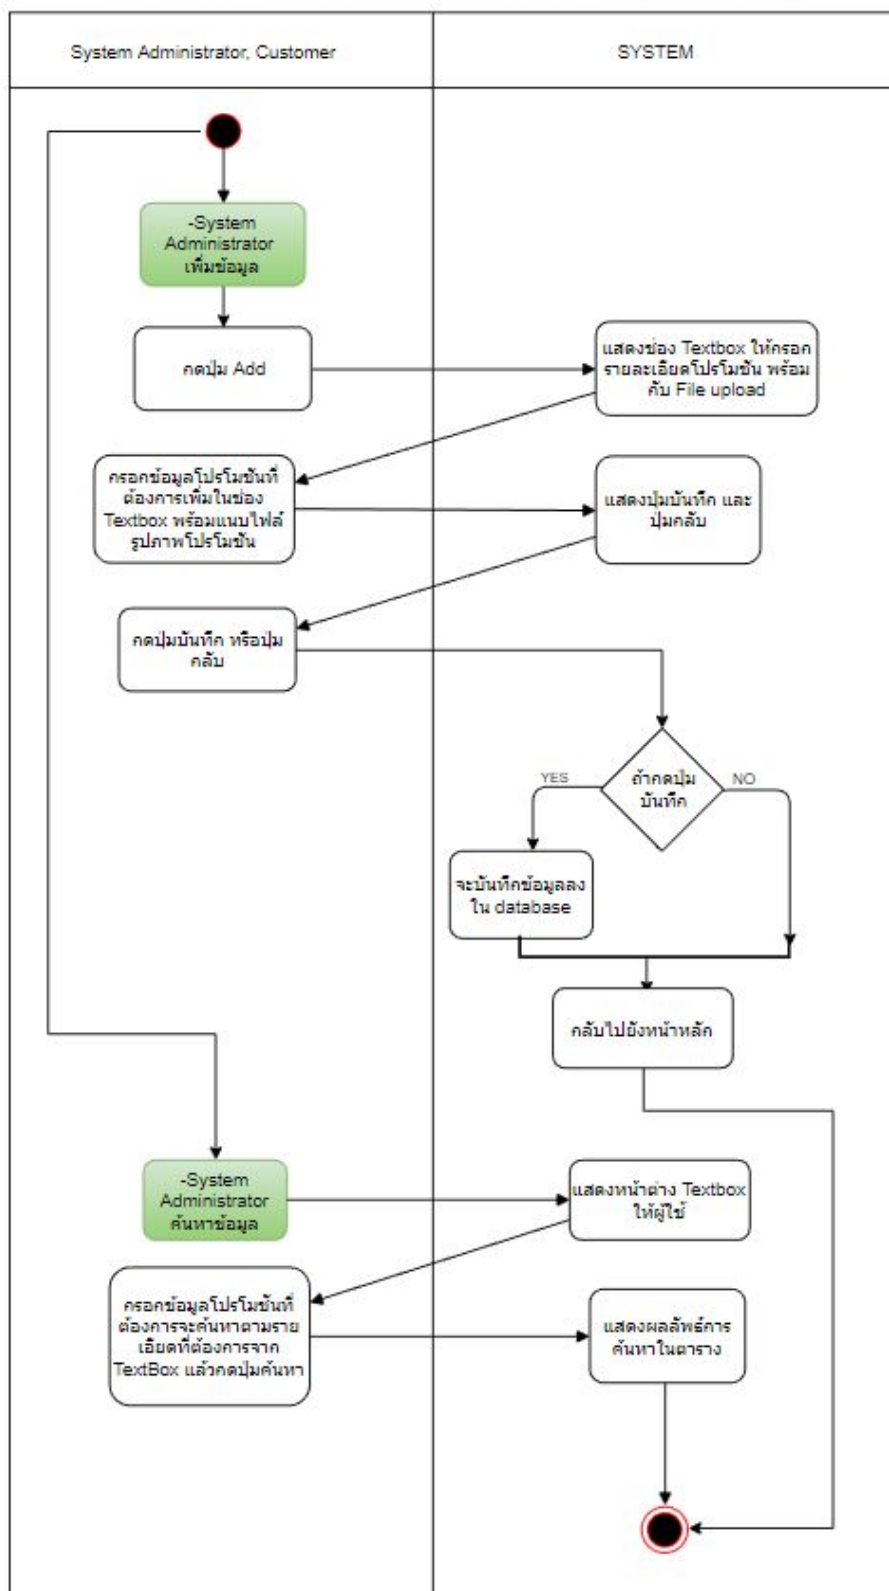 System Administrator, Customer
SYSTEM
-System
Administrator
เพิ่มข้อมูล
กดปุ่ม Add
แสดงช่อง Textbox ให้กรอก
รายละเอียดโปรโมชัน พร้อม
กับ File upload
กรอกข้อมูลโปรโมชันที่
ต้องการเพิ่มในช่อง
Textbox พร้อมแนบไฟล์
รูปภาพโปรโมชัน
แสดงปุ่มบันทึก และ
ปุ่มกลับ
กดปุ่มบันทึก หรือปุ่ม
กลับ
ถ้ากดปุ่ม
บันทึก
YES
NO
จะบันทึกข้อมูลลง
ใน database
กลับไปยังหน้าหลัก
-System
Administrator
ค้นหาข้อมูล
แสดงหน้าต่าง Textbox
ให้ผู้ใช้
กรอกข้อมูลโปรโมชันที่
ต้องการจะค้นหาตามราย
เอียดที่ต้องการจาก
TextBox แล้วกดปุ่มค้นหา
แสดงผลลัพธ์การ
ค้นหาในตาราง